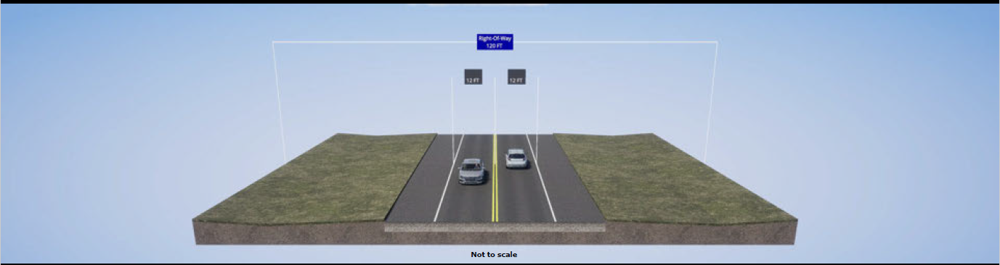 Right-Of-Way
120 FT
12 FT
12 FT
Not to scale